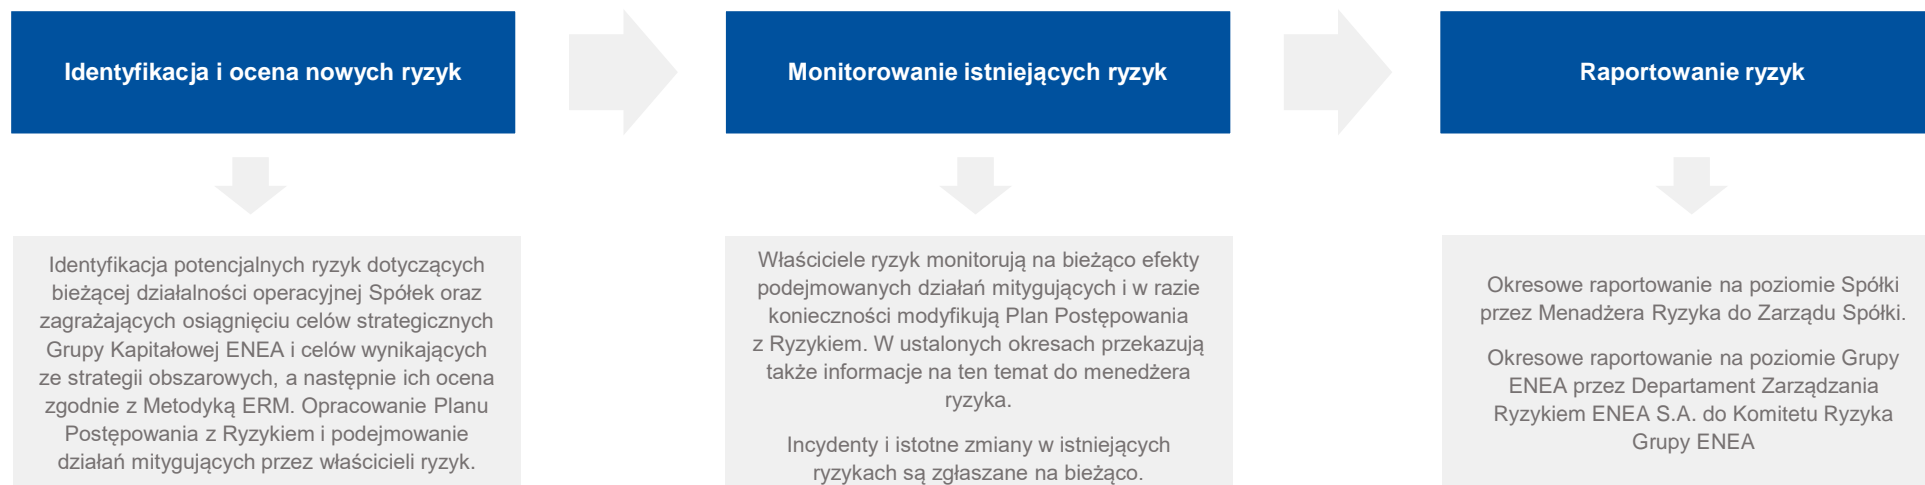 Identyfikacja i ocena nowych ryzyk
Monitorowanie istniejących ryzyk
Raportowanie ryzyk
Identyfikacja potencjalnych ryzyk dotyczących
bieżącej działalności operacyjnej Spółek oraz
zagrażających osiągnięciu celów strategicznych
Grupy Kapitałowej ENEA i celów wynikających
ze strategii obszarowych, a następnie ich ocena
zgodnie z Metodyką ERM. Opracowanie Planu
Postępowania z Ryzykiem i podejmowanie
działań mitygujących przez właścicieli ryzyk.
Właściciele ryzyk monitorują na bieżąco efekty
podejmowanych działań mitygujących i w razie
konieczności modyfikują Plan Postępowania
z Ryzykiem. W ustalonych okresach przekazują
także informacje na ten temat do menedżera
ryzyka.
Incydenty i istotne zmiany w istniejących
ryzykach są zgłaszane na bieżąco.
Okresowe raportowanie na poziomie Spółki
przez Menadżera Ryzyka do Zarządu Spółki.
Okresowe raportowanie na poziomie Grupy
ENEA przez Departament Zarządzania
Ryzykiem ENEA S.A. do Komitetu Ryzyka
Grupy ENEA